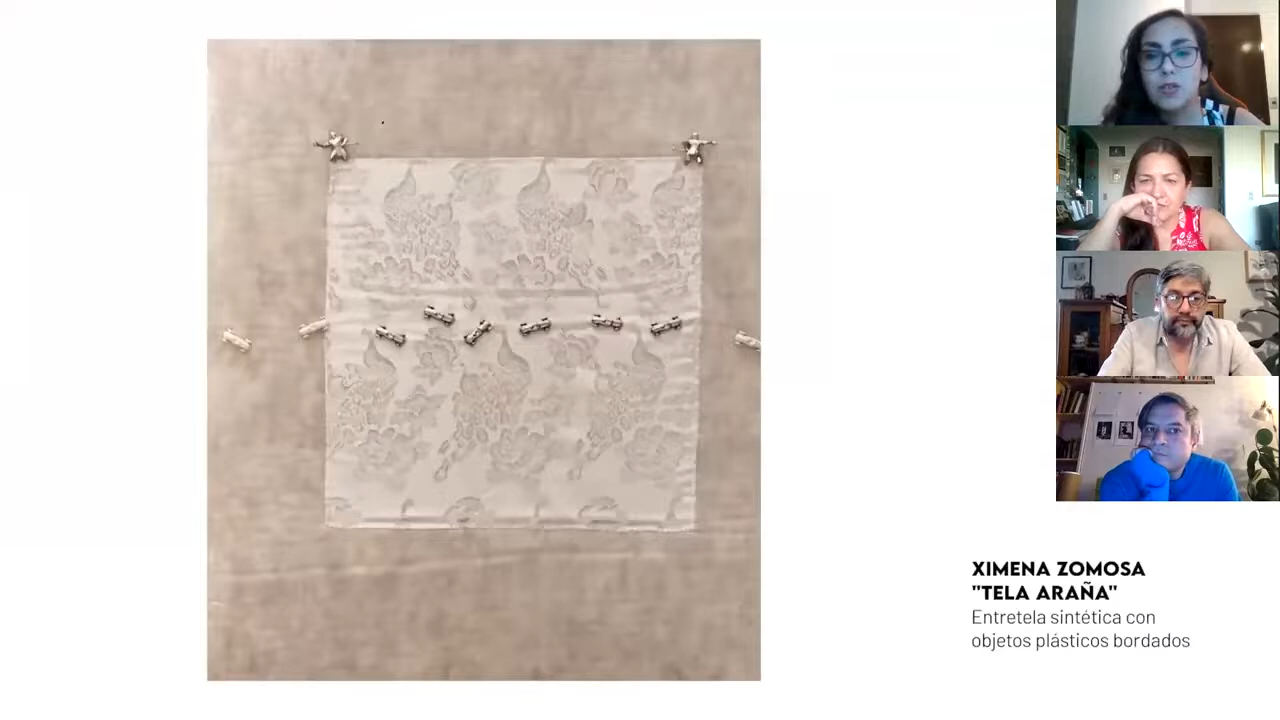 XIMENA ZOMOSA
"TELA ARAÑA"
Entretela sintética con
objetos plásticos bordados